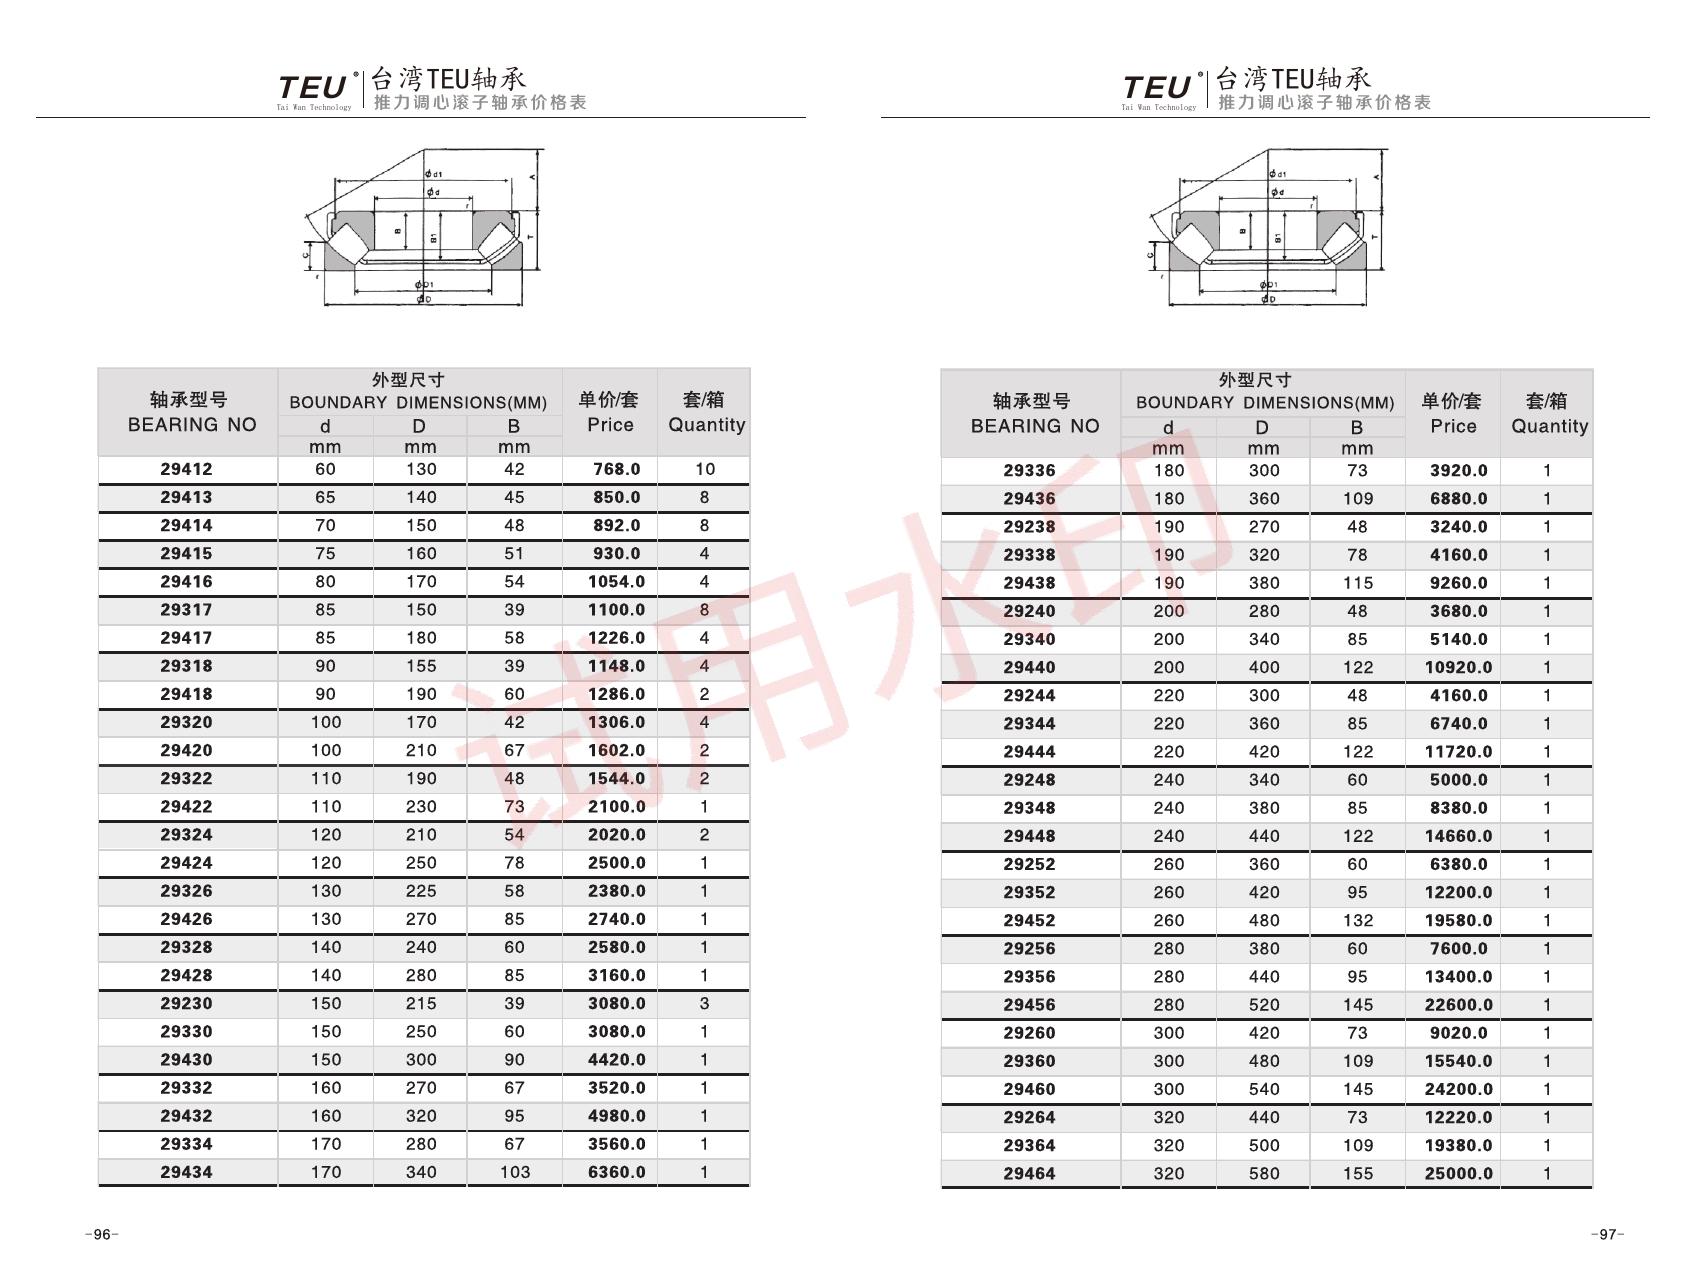 TEU® 台湾TEU轴承
Tai Wan Technology 推力调心滚子轴承价格表
A
ϕd1
ϕd
r
B
B1
T
C
r
ϕD1
ϕD
轴承型号 外型尺寸 单价/套 套/箱
BEARING NO BOUNDARY DIMENSIONS(MM) Price Quantity
d D B
mm mm mm
29412 60 130 42 768.0 10
29413 65 140 45 850.0 8
29414 70 150 48 892.0 8
29415 75 160 51 930.0 4
29416 80 170 54 1054.0 4
29317 85 150 39 1100.0 8
29417 85 180 58 1226.0 4
29318 90 155 39 1148.0 4
29418 90 190 60 1286.0 2
29320 100 170 42 1306.0 4
29420 100 210 67 1602.0 2
29322 110 190 48 1544.0 2
29422 110 230 73 2100.0 1
29324 120 210 54 2020.0 2
29424 120 250 78 2500.0 1
29326 130 225 58 2380.0 1
29426 130 270 85 2740.0 1
29328 140 240 60 2580.0 1
29428 140 280 85 3160.0 1
29230 150 215 39 3080.0 3
29330 150 250 60 3080.0 1
29430 150 300 90 4420.0 1
29332 160 270 67 3520.0 1
29432 160 320 95 4980.0 1
29334 170 280 67 3560.0 1
29434 170 340 103 6360.0 1
-96-
TEU® 台湾TEU轴承
Tai Wan Technology 推力调心滚子轴承价格表
A
ϕd1
ϕd
r
B
B1
T
C
r
ϕD1
ϕD
轴承型号 外型尺寸 单价/套 套/箱
BEARING NO BOUNDARY DIMENSIONS(MM) Price Quantity
d D B
mm mm mm
29336 180 300 73 3920.0 1
29436 180 360 109 6880.0 1
29238 190 270 48 3240.0 1
29338 190 320 78 4160.0 1
29438 190 380 115 9260.0 1
29240 200 280 48 3680.0 1
29340 200 340 85 5140.0 1
29440 200 400 122 10920.0 1
29244 220 300 48 4160.0 1
29344 220 360 85 6740.0 1
29444 220 420 122 11720.0 1
29248 240 340 60 5000.0 1
29348 240 380 85 8380.0 1
29448 240 440 122 14660.0 1
29252 260 360 60 6380.0 1
29352 260 420 95 12200.0 1
29452 260 480 132 19580.0 1
29256 280 380 60 7600.0 1
29356 280 440 95 13400.0 1
29456 280 520 145 22600.0 1
29260 300 420 73 9020.0 1
29360 300 480 109 15540.0 1
29460 300 540 145 24200.0 1
29264 320 440 73 12220.0 1
29364 320 500 109 19380.0 1
29464 320 580 155 25000.0 1
-97-
试用水印